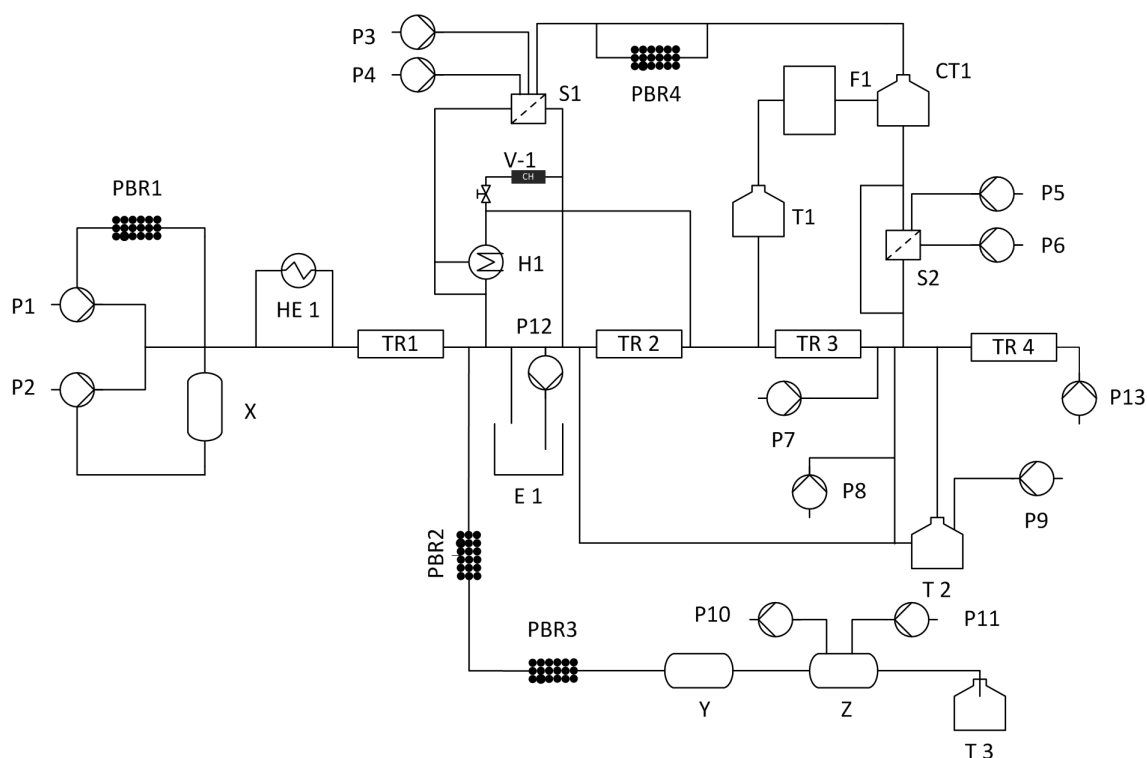 P3
P4
S1
PBR4
F1
CT1
V-1
CH
PBR1
T1
P5
P6
H1
S2
P1
HE 1
P12
TR1
TR 2
TR 3
TR 4
P2
X
P7
P13
E 1
P8
P9
PBR2
T 2
PBR3
P10
P11
Y
Z
T 3